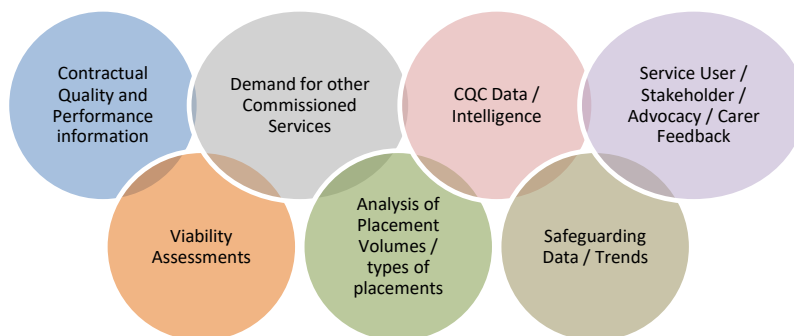 Contractual
Quality and
Performance
information
Demand for other
Commissioned
Services
CQC Data /
Intelligence
Service User /
Stakeholder /
Advocacy / Carer
Feedback
Viability
Assessments
Analysis of
Placement
Volumes /
types of
placements
Safeguarding
Data / Trends